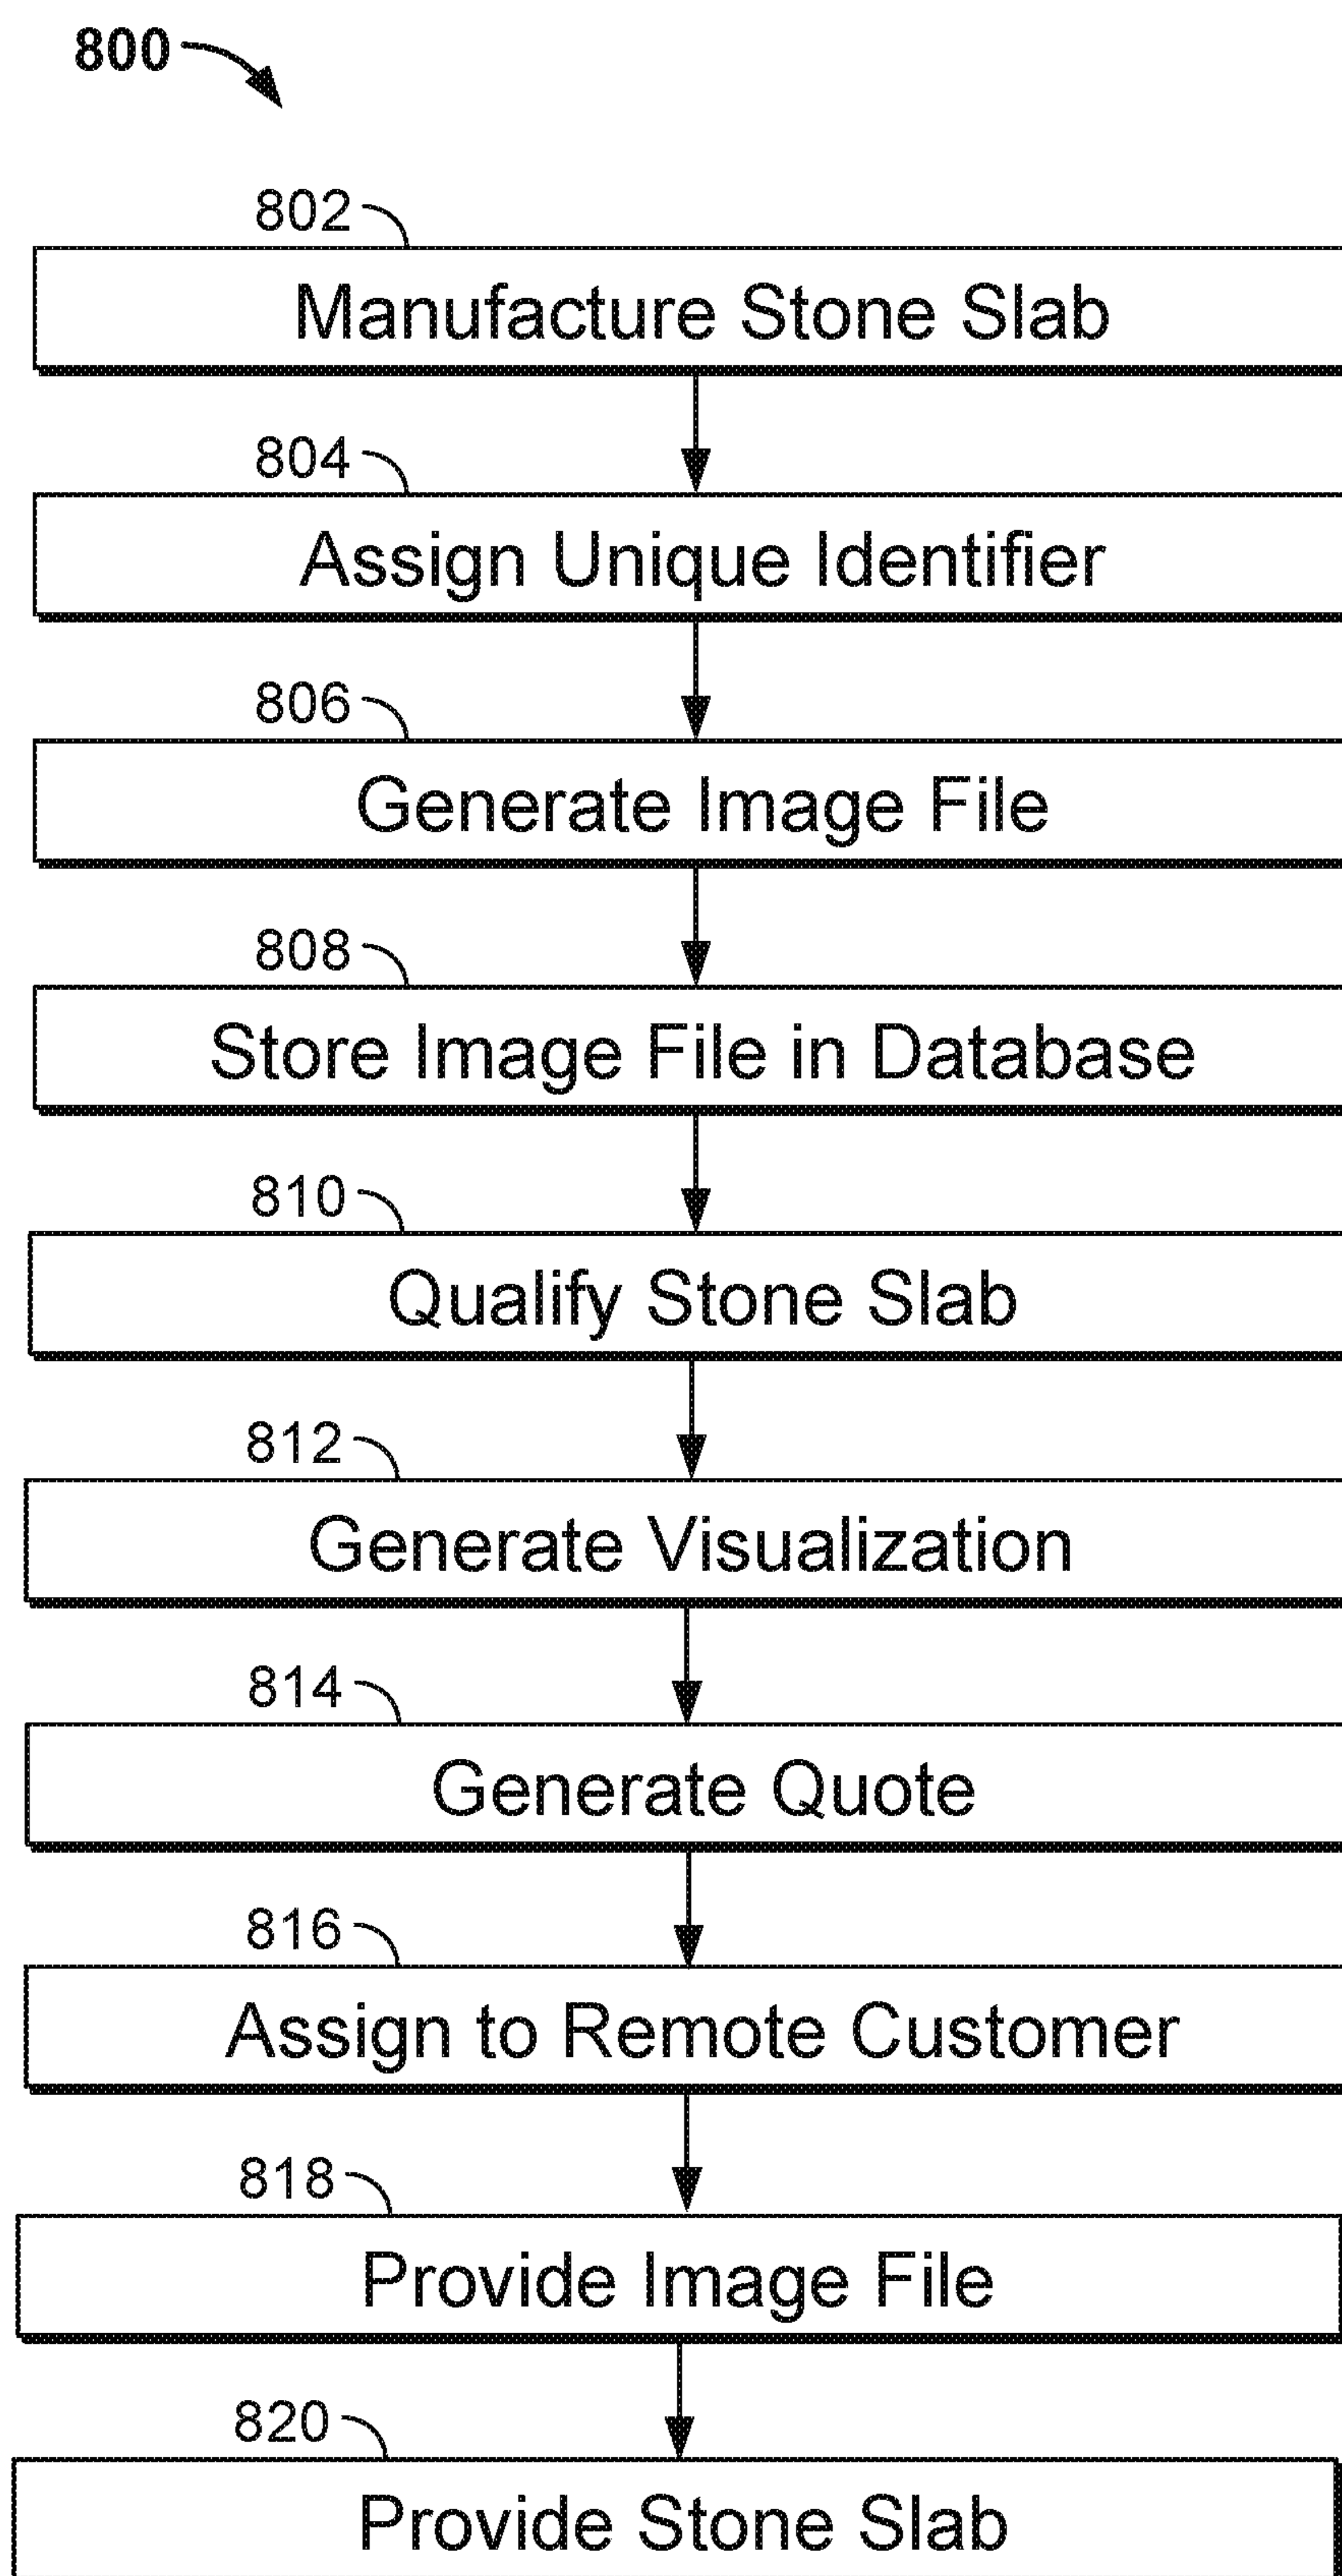 800
802
Manufacture Stone Slab
804
Assign Unique Identifier
806
Generate Image File
808
Store Image File in Database
810
Qualify Stone Slab
812
Generate Visualization
814
Generate Quote
816
Assign to Remote Customer
818
Provide Image File
820
Provide Stone Slab